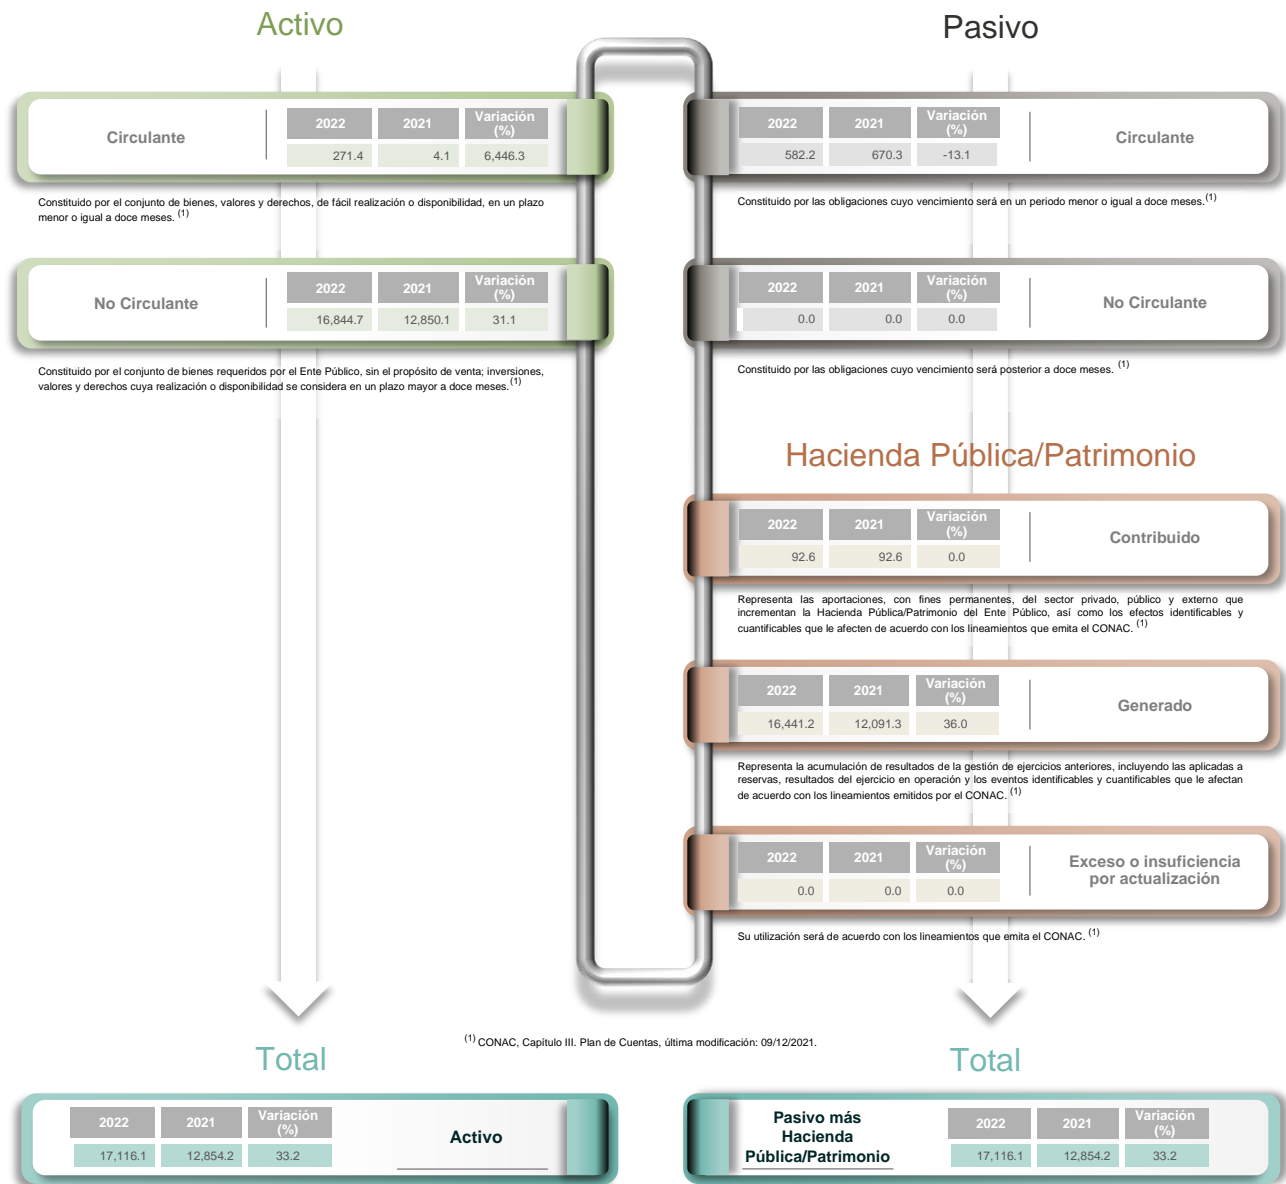 Activo
Circulante
2022 2021 Variación (%)
271.4 4.1 6,446.3
Constituido por el conjunto de bienes, valores y derechos, de fácil realización o disponibilidad, en un plazo
menor o igual a doce meses. (1)
No Circulante
2022 2021 Variación (%)
16,844.7 12,850.1 31.1
Constituido por el conjunto de bienes requeridos por el Ente Público, sin el propósito de venta; inversiones,
valores y derechos cuya realización o disponibilidad se considera en un plazo mayor a doce meses. (1)
Pasivo
2022 2021 Variación (%)
582.2 670.3 -13.1
Circulante
Constituido por las obligaciones cuyo vencimiento será en un periodo menor o igual a doce meses. (1)
2022 2021 Variación (%)
0.0 0.0 0.0
No Circulante
Constituido por las obligaciones cuyo vencimiento será posterior a doce meses. (1)
Hacienda Pública/Patrimonio
2022 2021 Variación (%)
92.6 92.6 0.0
Contribuido
Representa las aportaciones, con fines permanentes, del sector privado, público y externo que
incrementan la Hacienda Pública/Patrimonio del Ente Público, así como los efectos identificables y
cuantificables que le afecten de acuerdo con los lineamientos que emita el CONAC. (1)
2022 2021 Variación (%)
16,441.2 12,091.3 36.0
Generado
Representa la acumulación de resultados de la gestión de ejercicios anteriores, incluyendo las aplicadas a
reservas, resultados del ejercicio en operación y los eventos identificables y cuantificables que le afectan
de acuerdo con los lineamientos emitidos por el CONAC. (1)
2022 2021 Variación (%)
0.0 0.0 0.0
Exceso o insuficiencia
por actualización
Su utilización será de acuerdo con los lineamientos que emita el CONAC. (1)
(1) CONAC, Capítulo III. Plan de Cuentas, última modificación: 09/12/2021.
Total
2022 2021 Variación (%)
17,116.1 12,854.2 33.2
Activo
Total
Pasivo más
Hacienda
Pública/Patrimonio
2022 2021 Variación (%)
17,116.1 12,854.2 33.2